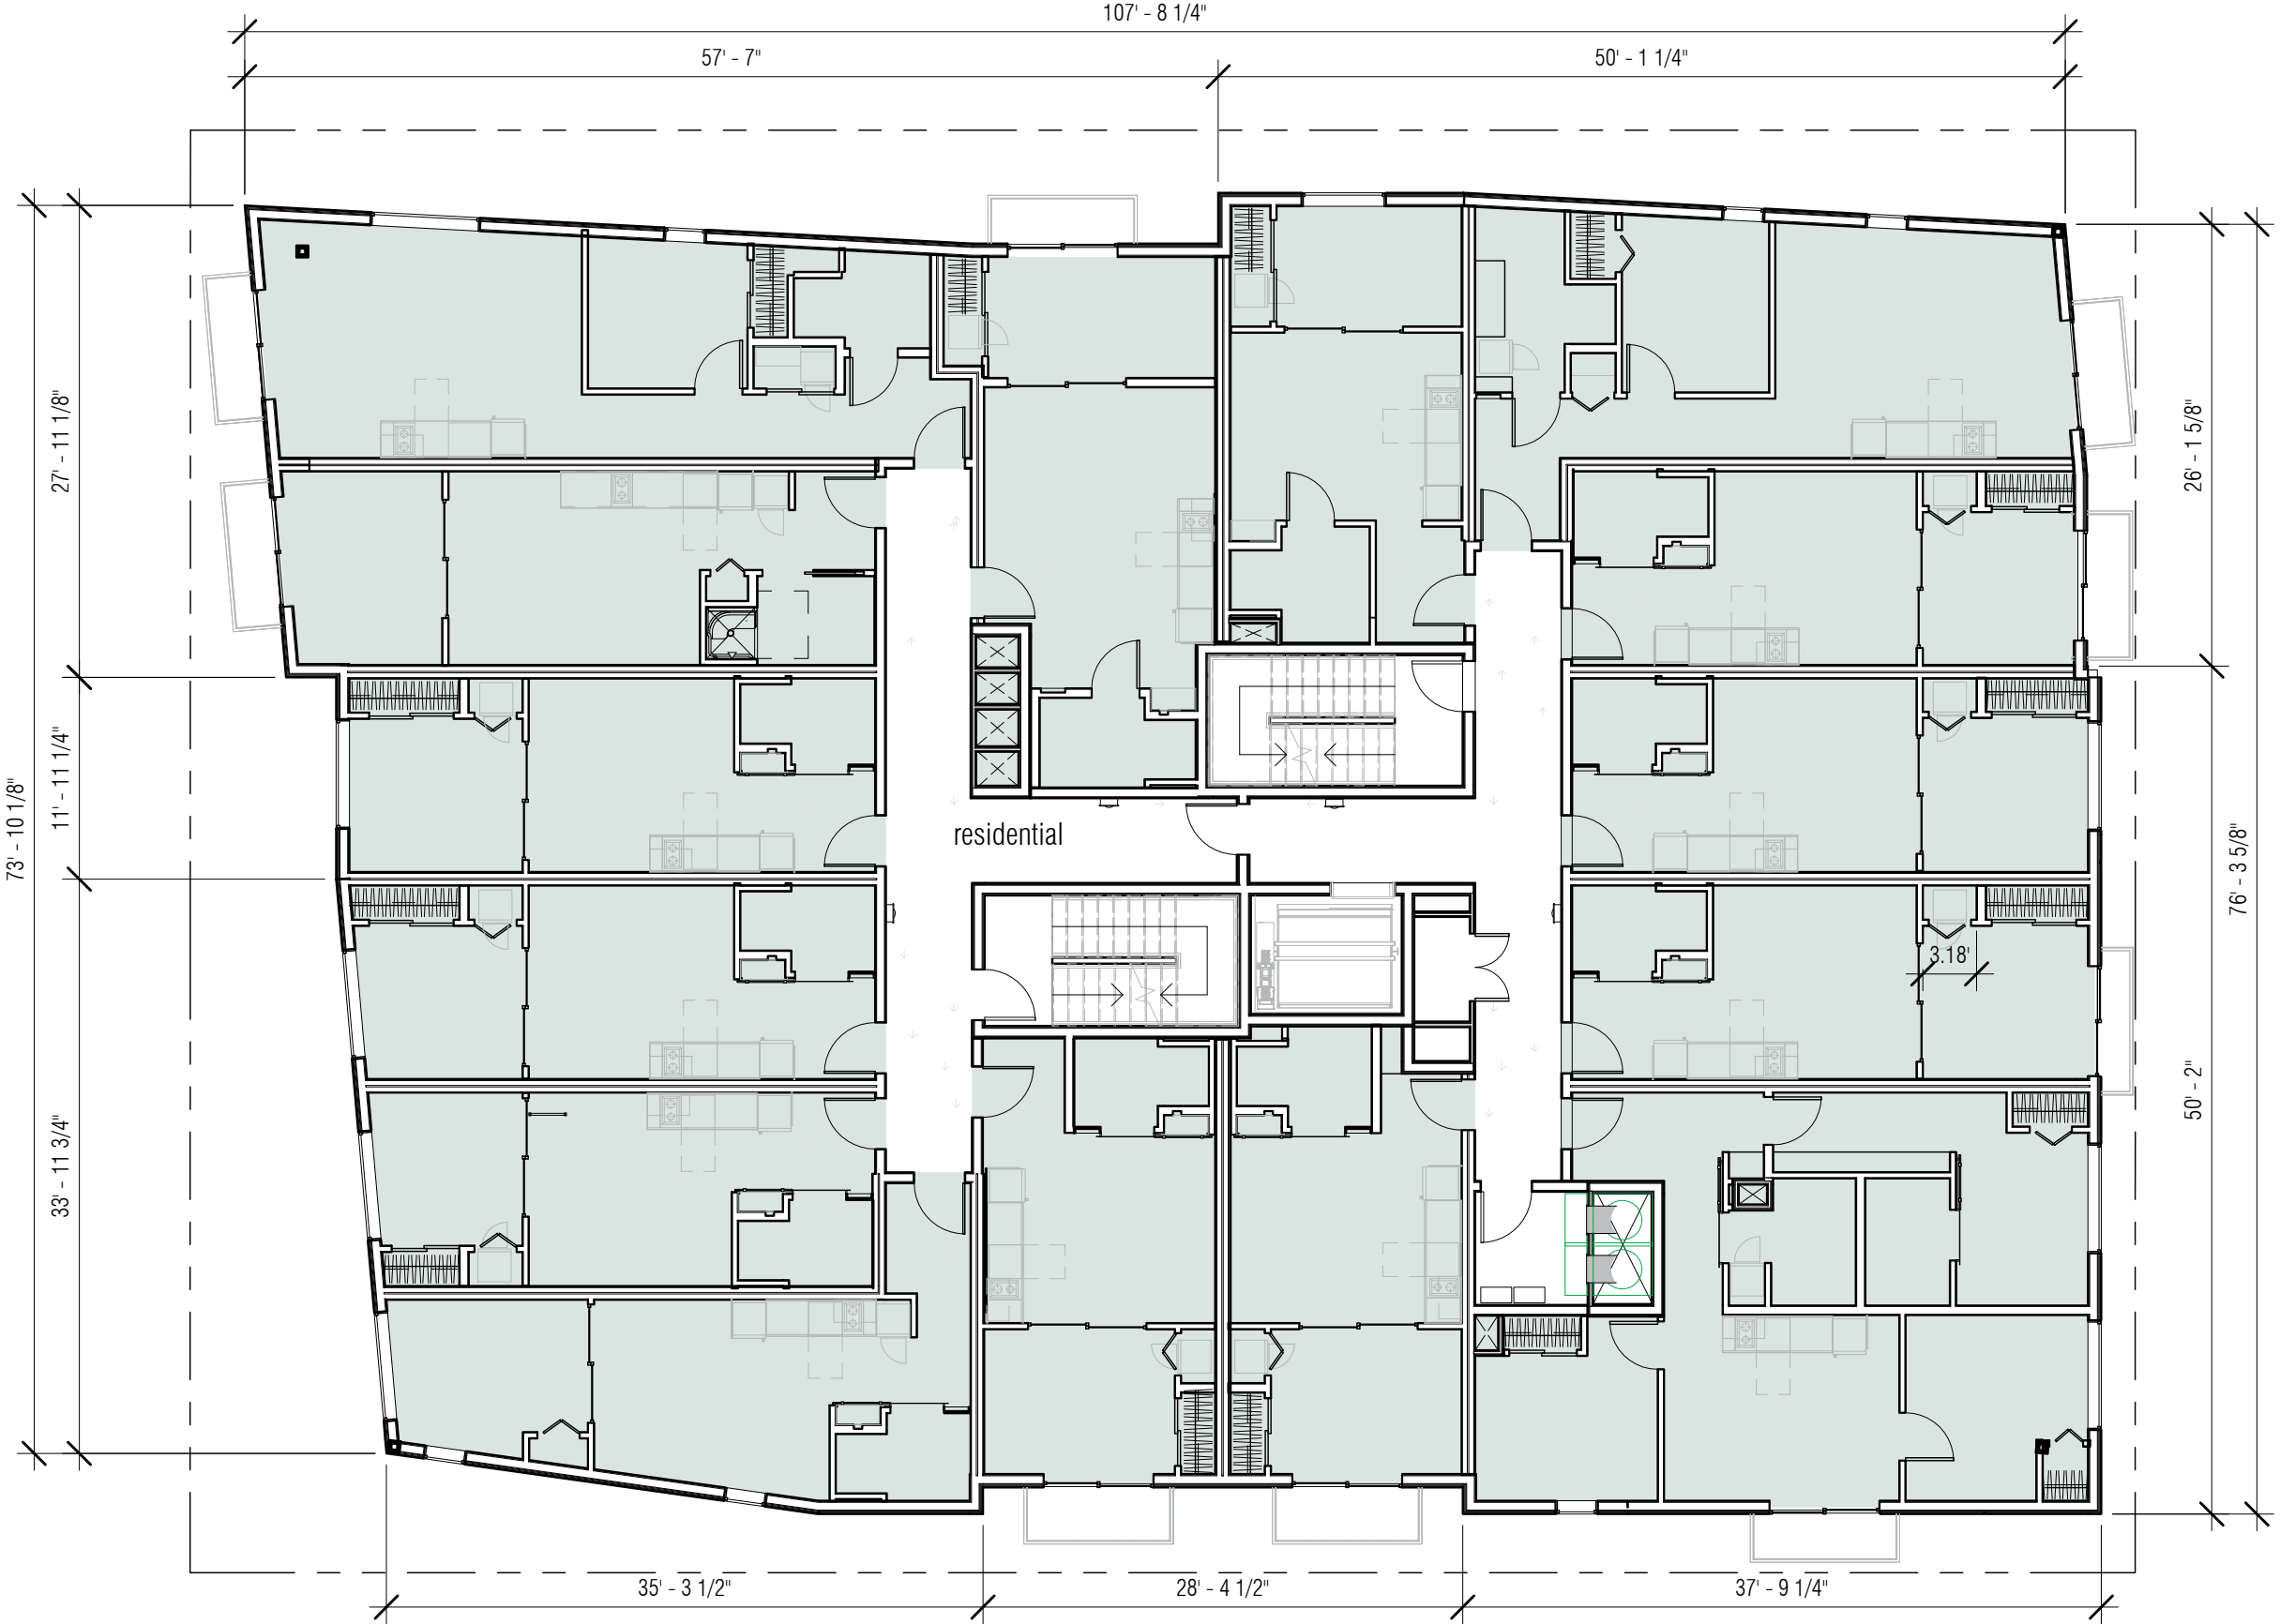 107' - 8 1/4"
57' - 7"
50' - 1 1/4"
27' - 11 1/8"
26' - 1 5/8"
11' - 11 1/4"
73' - 10 1/8"
residential
76' - 3 5/8"
3.18'
50' - 2"
33' - 11 3/4"
35' - 3 1/2"
28' - 4 1/2"
37' - 9 1/4"